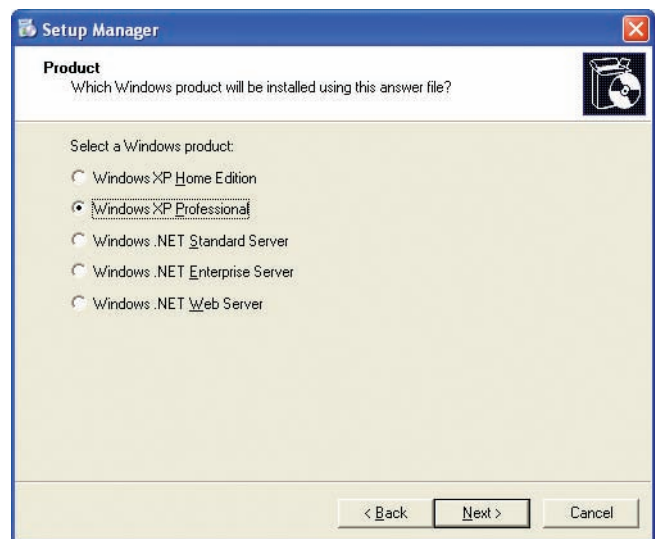 Setup Manager
Product
Which Windows product will be installed using this answer file?
Select a Windows product:
Windows XP Home Edition
Windows XP Professional
Windows .NET Standard Server
Windows .NET Enterprise Server
Windows .NET Web Server
< Back Next > Cancel